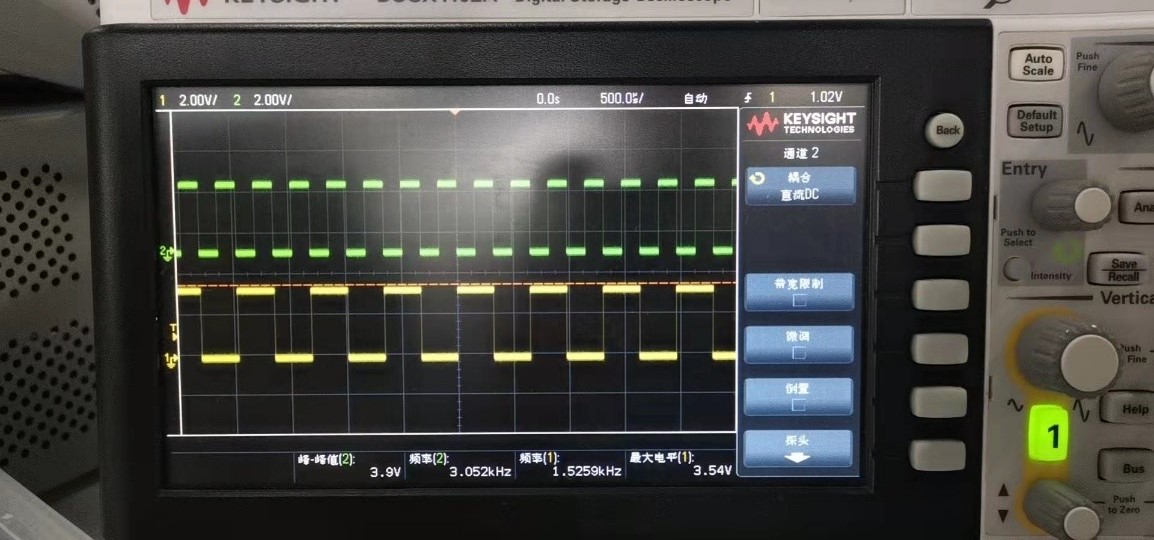 KEYSIGHT
Digital Storage Oscilloscope
1 2.00V/ 2 2.00V/ 0.0s 500.0㎲/ 自动 1 1.02V
KEYSIGHT
TECHNOLOGIES
通道 2
耦合
直流DC
带宽限制
微调
倒置
探头
2
T
1
峰-峰值(2): 频率(2): 频率(1): 最大电平(1):
3.9V 3.052kHz 1.5259kHz 3.54V
Back
Auto
Scale
Push
Fine
Default
Setup
Entry
Push to
Select
Intensity
Save
Recall
Push
Fine
Help
1
Bus
Push
to Zero